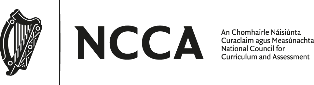 NCCA
An Chomhairle Náisiúnta
Curaclaim agus Measúnachta
National Council for
Curriculum and Assessment